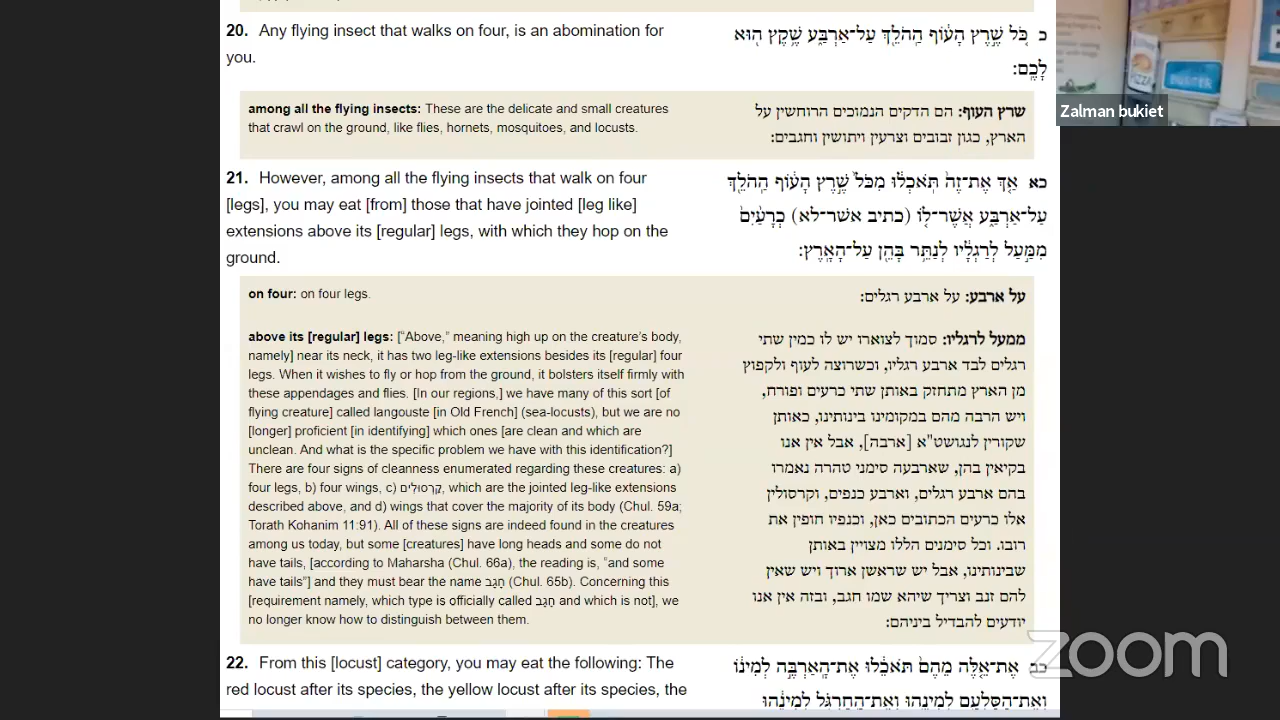 20. Any flying insect that walks on four, is an abomination for
you.
כ כֹּל שֶׁרֶץ הָעוֹף הַהֹלֵךְ עַל־אַרְבַּע שֶׁקֶץ הוּא
לָכֶם:
among all the flying insects: These are the delicate and small creatures
that crawl on the ground, like flies, hornets, mosquitoes, and locusts.
שרץ העוף: הם הדקים הנמוכים הרוחשין על
הארץ, כגון זבובים וצרעין ויתושין וחגבים:
21. However, among all the flying insects that walk on four
[legs], you may eat [from] those that have jointed [leg like]
extensions above its [regular] legs, with which they hop on the
ground.
כא אַךְ אֶת־זֶה תֹּאכְלוּ מִכֹּל שֶׁרֶץ הָעוֹף הַהֹלֵךְ
עַל־אַרְבַּע אֲשֶׁר־לוֹ (כתיב אשר־לא) כְרָעַיִם
מִמַּעַל לְרַגְלָיו לְנַתֵּר בָּהֵן עַל־הָאָרֶץ:
on four: on four legs.
על ארבע: על ארבע רגלים:
above its [regular] legs: [“Above,” meaning high up on the creature’s body,
namely] near its neck, it has two leg-like extensions besides its [regular] four
legs. When it wishes to fly or hop from the ground, it bolsters itself firmly with
these appendages and flies. [In our regions,] we have many of this sort [of
flying creature] called langouste [in Old French] (sea-locusts), but we are no
[longer] proficient [in identifying] which ones [are clean and which are
unclean. And what is the specific problem we have with this identification?]
There are four signs of cleanness enumerated regarding these creatures: a)
four legs, b) four wings, c) קַרְסוּלִים, which are the jointed leg-like extensions
described above, and d) wings that cover the majority of its body (Chul. 59a;
Torath Kohanim 11:91). All of these signs are indeed found in the creatures
among us today, but some [creatures] have long heads and some do not
have tails, [according to Maharsha (Chul. 66a), the reading is, “and some
have tails”] and they must bear the name חָגָב (Chul. 65b). Concerning this
[requirement namely, which type is officially called חָגָב and which is not], we
no longer know how to distinguish between them.
ממעל לרגליו: סמוך לצוארו יש לו כמין שתי
רגלים לבד ארבע רגליו, וכשרוצה לעוף ולקפוץ
מן הארץ מתחזק באותן שתי כרעים ופורח,
ויש הרבה מהם במקומינו בינותינו, כאותן
שקורין לנגושט"א [ארבה], אבל אין אנו
בקיאין בהן, שארבעה סימני טהרה נאמרו
בהם ארבע רגלים, וארבע כנפים, וקרסולין
אלו כרעים הכתובים כאן, וכנפיו חופין את
רובו. וכל סימנים הללו מצויין באותן
שבינותינו, אבל יש שראשן ארוך ויש שאין
להם זנב וצריך שיהא שמו חגב, ובזה אין אנו
יודעים להבדיל ביניהם:
22. From this [locust] category, you may eat the following: The
red locust after its species, the yellow locust after its species, the
כב אֶת־אֵלֶּה מֵהֶם תֹּאכֵלוּ אֶת־הָאַרְבֶּה לְמִינוֹ
וְאֶת־הַסָּלְעָם לְמִינֵהוּ וְאֶת־הַחַרְגֹּל לְמִינֵהוּ
PIZZA
Zalman bukiet
zoom